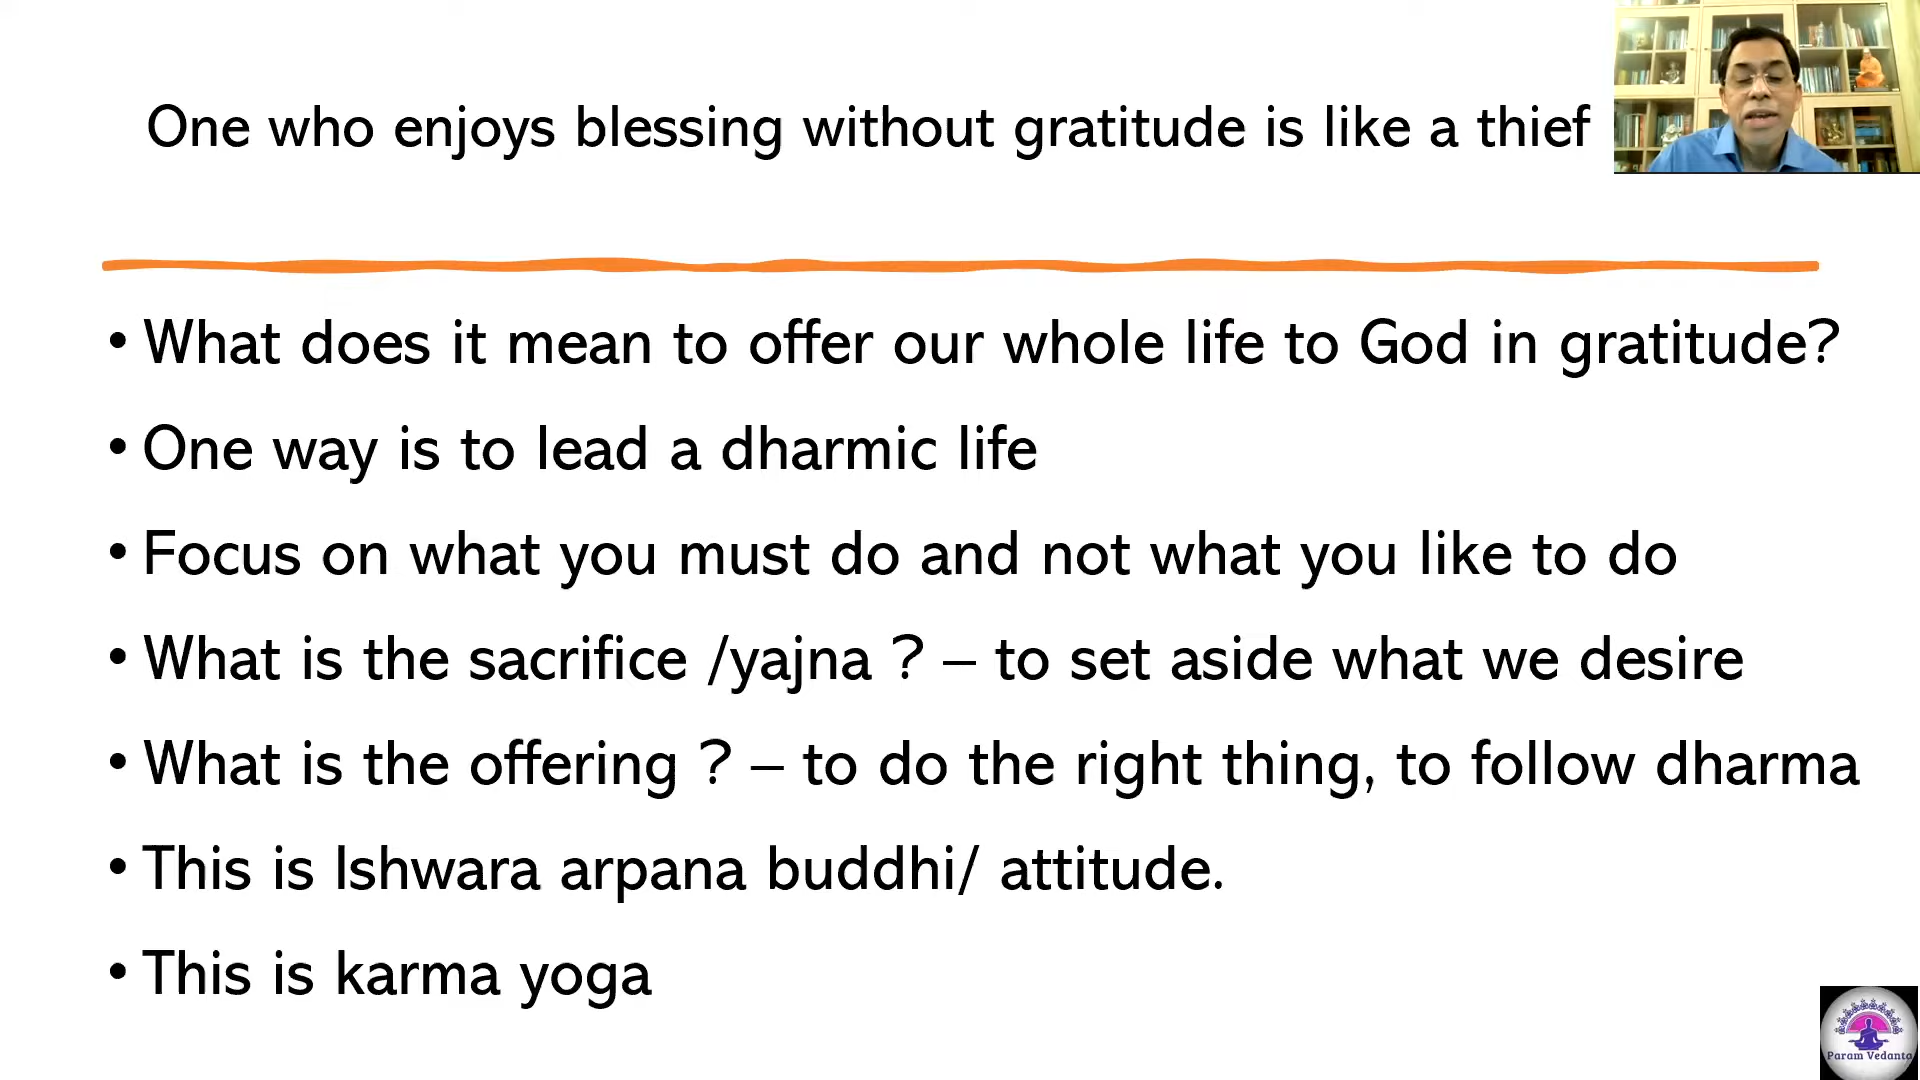 One who enjoys blessing without gratitude is like a thief
• What does it mean to offer our whole life to God in gratitude?
• One way is to lead a dharmic life
• Focus on what you must do and not what you like to do
• What is the sacrifice /yajna ? – to set aside what we desire
• What is the offering ? – to do the right thing, to follow dharma
• This is Ishwara arpana buddhi/ attitude.
• This is karma yoga
Param Vedanta